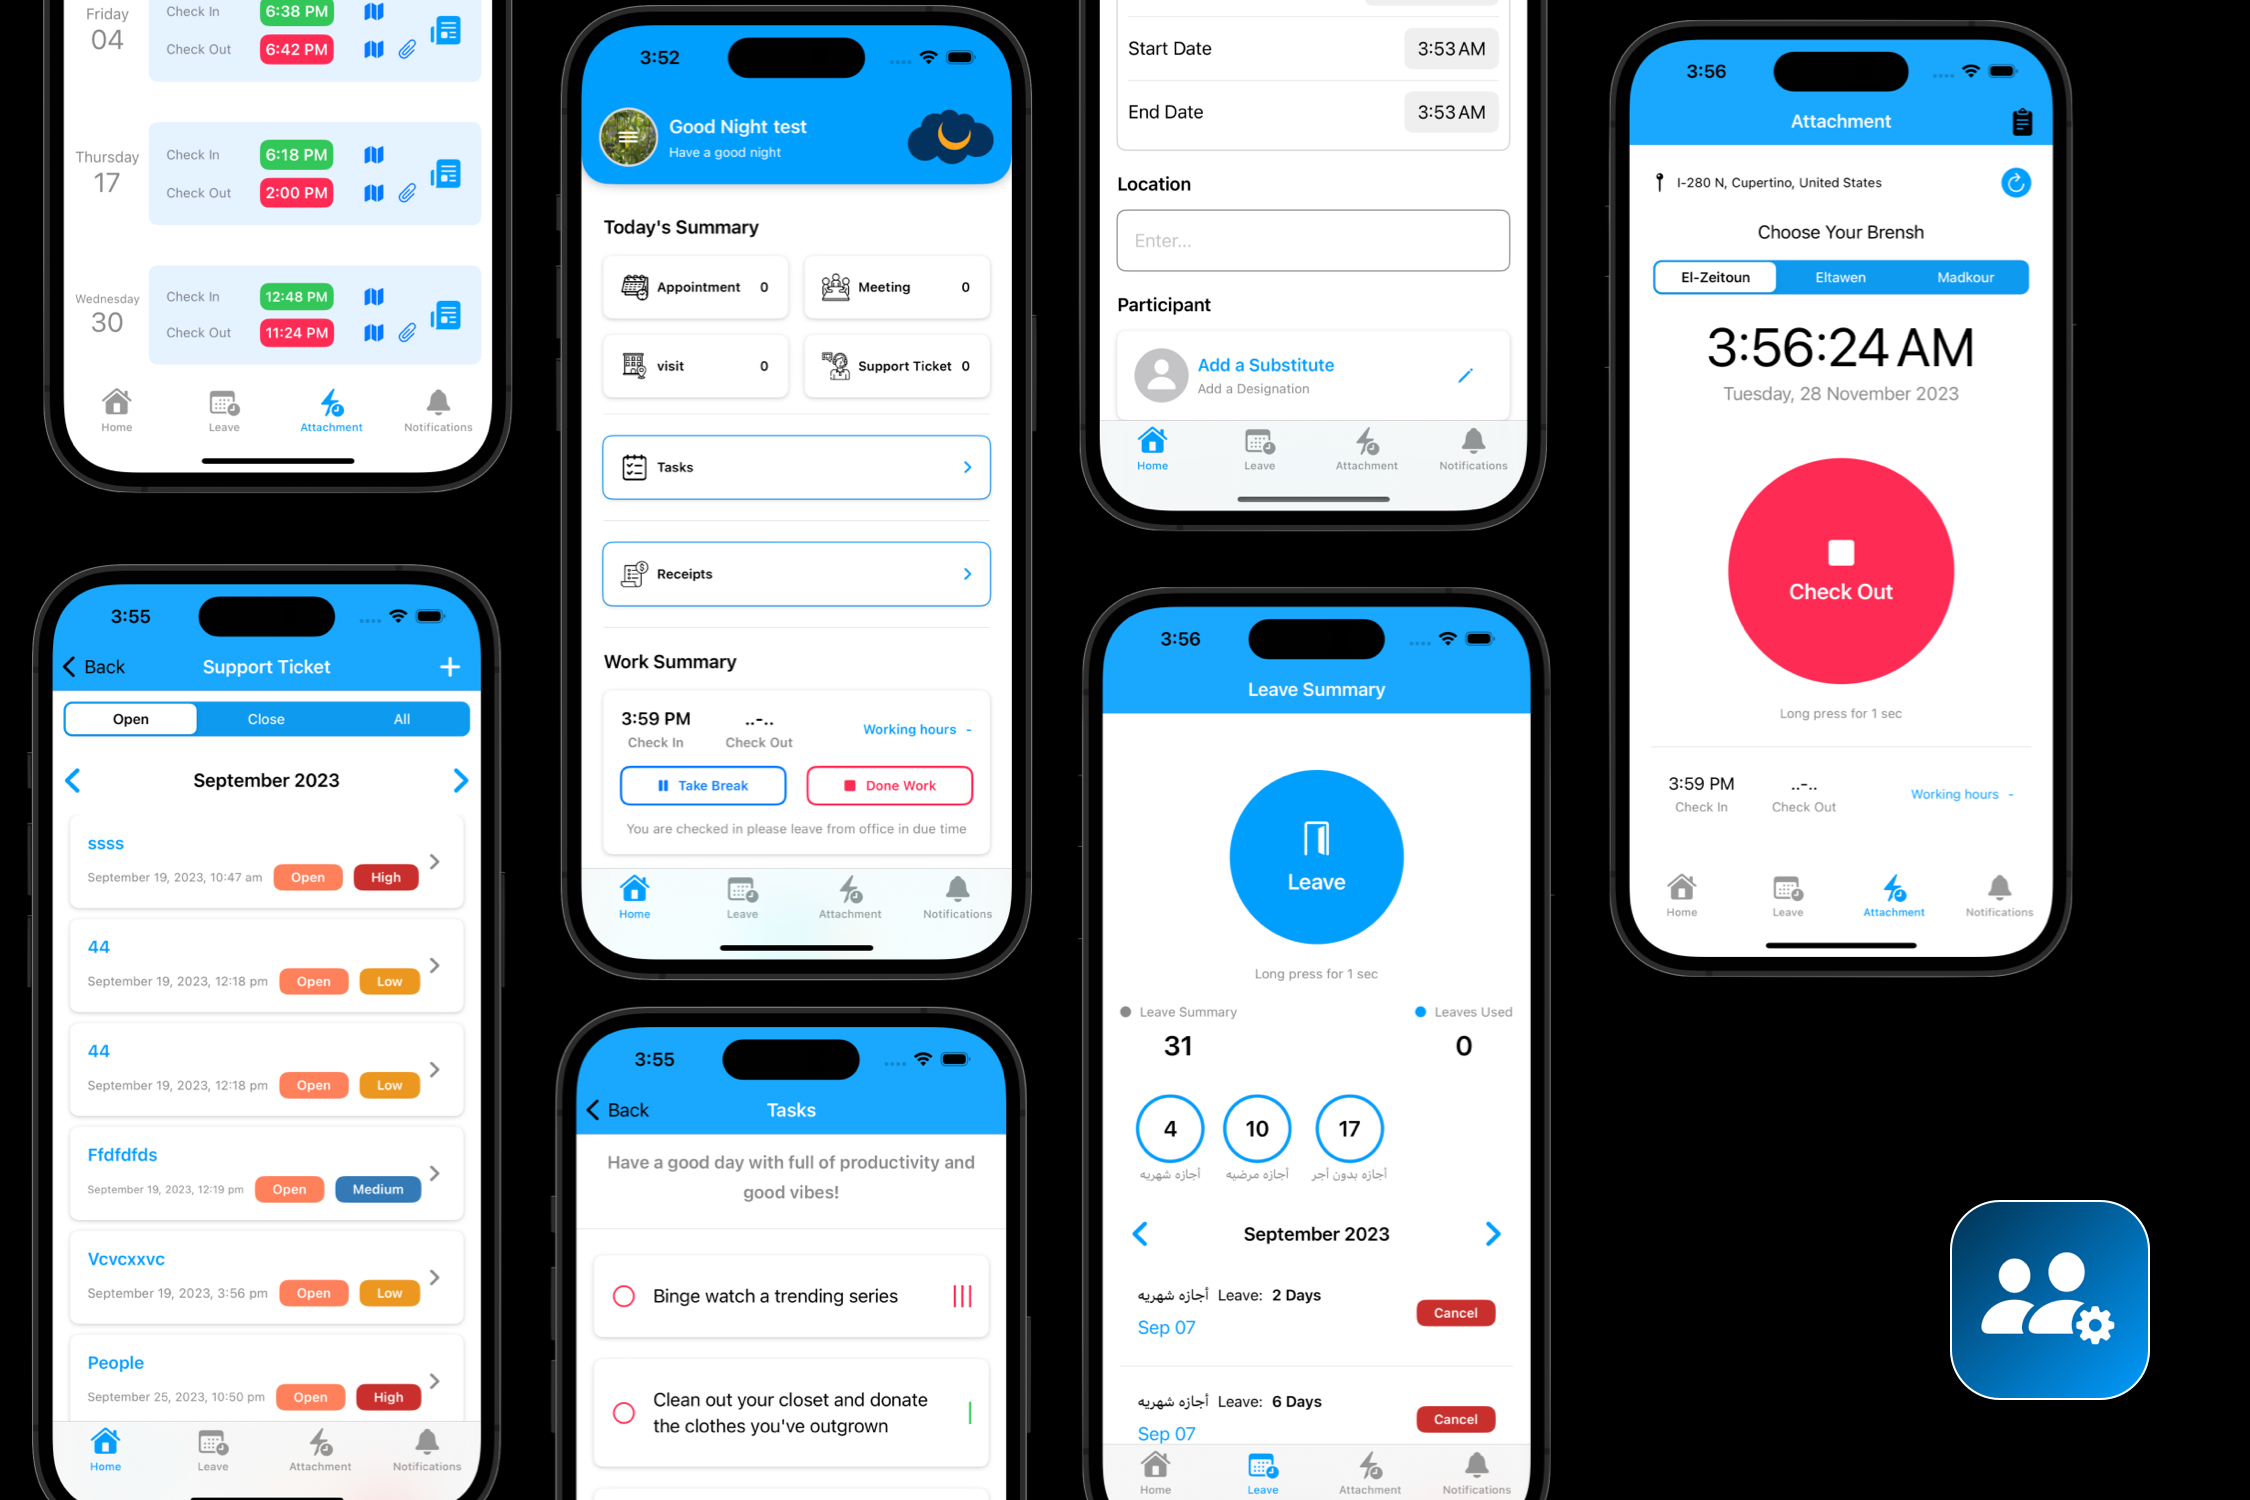 Friday
04
Check In
6:38 PM
Check Out
6:42 PM
Thursday
17
Check In
6:18 PM
Check Out
2:00 PM
Wednesday
30
Check In
12:48 PM
Check Out
11:24 PM
Home
Leave
Attachment
Notifications
3:55
Back
Support Ticket
Open
Close
All
September 2023
ssss
September 19, 2023, 10:47 am
Open
High
44
September 19, 2023, 12:18 pm
Open
Low
44
September 19, 2023, 12:18 pm
Open
Low
Ffdfdfds
September 19, 2023, 12:19 pm
Open
Medium
Vcvcxxvc
September 19, 2023, 3:56 pm
Open
Low
People
September 25, 2023, 10:50 pm
Open
High
Home
Leave
Attachment
Notifications
3:52
Good Night test
Have a good night
Today's Summary
Appointment 0
Meeting 0
visit 0
Support Ticket 0
Tasks
Receipts
Work Summary
3:59 PM
Check In
..-..
Check Out
Working hours -
Take Break
Done Work
You are checked in please leave from office in due time
Home
Leave
Attachment
Notifications
3:55
Back
Tasks
Have a good day with full of productivity and
good vibes!
Binge watch a trending series
Clean out your closet and donate
the clothes you've outgrown
Start Date
3:53 AM
End Date
3:53 AM
Location
Enter...
Participant
Add a Substitute
Add a Designation
Home
Leave
Attachment
Notifications
3:56
Leave Summary
Leave
Long press for 1 sec
Leave Summary
31
Leaves Used
0
4
أجازه شهريه
10
أجازه مرضيه
17
أجازه بدون أجر
September 2023
أجازه شهريه Leave: 2 Days
Sep 07
Cancel
أجازه شهريه Leave: 6 Days
Sep 07
Cancel
Home
Leave
Attachment
Notifications
3:56
Attachment
I-280 N, Cupertino, United States
Choose Your Brensh
El-Zeitoun
Eltawen
Madkour
3:56:24 AM
Tuesday, 28 November 2023
Check Out
Long press for 1 sec
3:59 PM
Check In
..-..
Check Out
Working hours -
Home
Leave
Attachment
Notifications